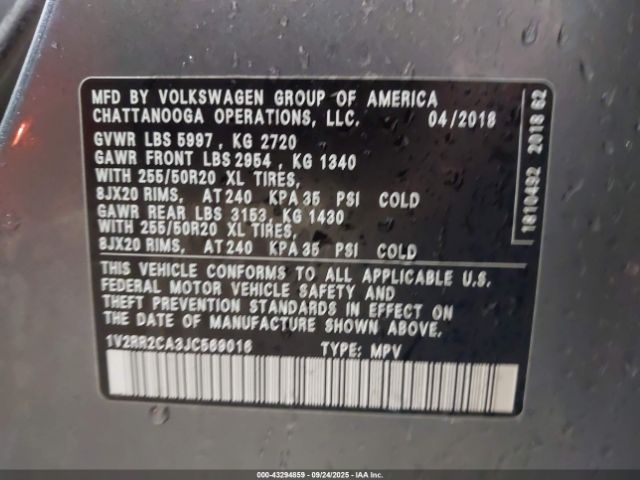 MFD BY VOLKSWAGEN GROUP OF AMERICA
CHATTANOOGA OPERATIONS, LLC. 04/2018
GVWR LBS 5997, KG 2720
GAWR FRONT LBS 2954, KG 1340
WITH 255/50R20 XL TIRES,
8JX20 RIMS, AT 240 KPA 35 PSI COLD
GAWR REAR LBS 3153, KG 1430
WITH 255/50R20 XL TIRES,
8JX20 RIMS, AT 240 KPA 35 PSI COLD
THIS VEHICLE CONFORMS TO ALL APPLICABLE U.S.
FEDERAL MOTOR VEHICLE SAFETY AND
THEFT PREVENTION STANDARDS IN EFFECT ON
THE DATE OF MANUFACTURE SHOWN ABOVE.
1V2RR2CA3JC569016 TYPE: MPV
1810492 2018 82
000-43294859 - 09/24/2025 - IAAI.COM